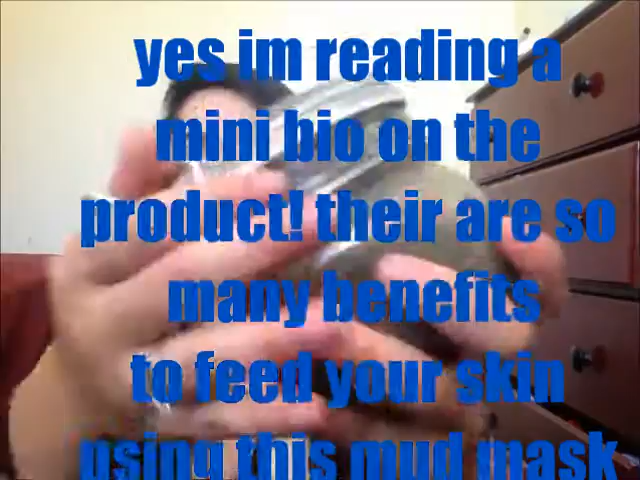 yes im reading a
mini bio on the
product! their are so
many benefits
to feed your skin
using this mud mask